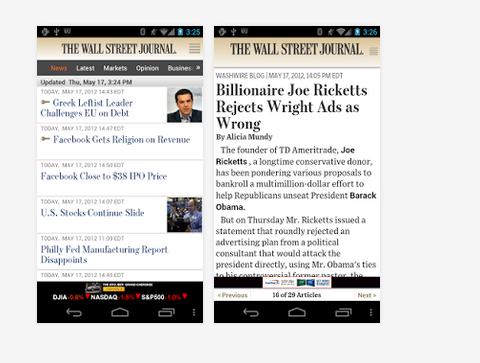 3:25
THE WALL STREET JOURNAL.
News Latest Markets Opinion Busines »
Updated Thu, May 17, 3:24 PM
TODAY, MAY 17, 2012 14:43 EDT
Greek Leftist Leader
Challenges EU on Debt
TODAY, MAY 17, 2012 14:47 EDT
Facebook Gets Religion on Revenue
TODAY, MAY 17, 2012 14:50 EDT
Facebook Close to $38 IPO Price
TODAY, MAY 17, 2012 14:07 EDT
U.S. Stocks Continue Slide
TODAY, MAY 17, 2012 11:09 EDT
Philly Fed Manufacturing Report
Disappoints
TODAY, MAY 17, 2012 14:45 EDT
DJIA -0.8% ▼ NASDAQ -1.5% ▼ S&P500 -1.0% ▼
3:26
THE WALL STREET JOURNAL.
WASHWIRE BLOG | MAY 17, 2012, 14:05 PM EDT
Billionaire Joe Ricketts
Rejects Wright Ads as
Wrong
By Alicia Mundy
The founder of TD Ameritrade, Joe
Ricketts , a longtime conservative donor,
has been pondering various proposals to
bankroll a multimillion-dollar effort to
help Republicans unseat President Barack
Obama.
But on Thursday Mr. Ricketts issued a
statement that roundly rejected an
advertising plan from a political
consultant that would attack the
president directly, using Mr. Obama's ties
to his controversial former pastor, the
< Previous 16 of 29 Articles Next >